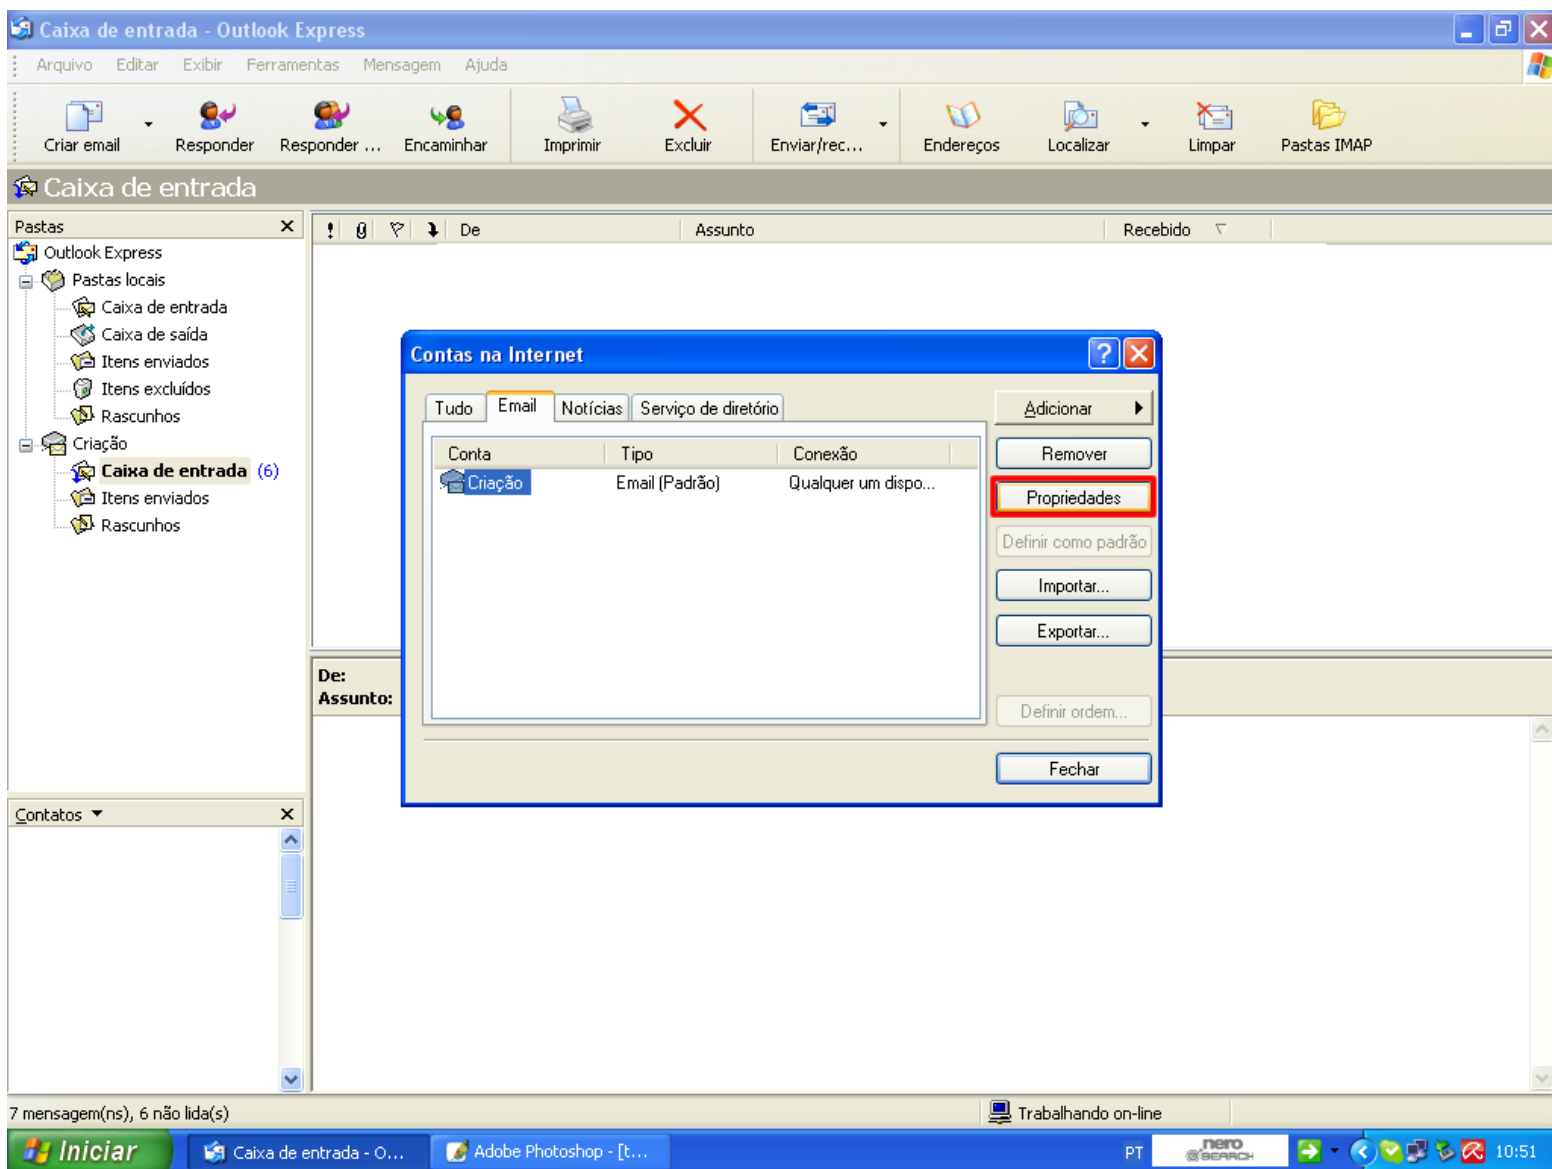 Caixa de entrada - Outlook Express
Arquivo Editar Exibir Ferramentas Mensagem Ajuda
Criar email Responder Responder ... Encaminhar Imprimir Excluir Enviar/rec... Endereços Localizar Limpar Pastas IMAP
Caixa de entrada
Pastas
Outlook Express
Pastas locais
Caixa de entrada
Caixa de saída
Itens enviados
Itens excluídos
Rascunhos
Criação
Caixa de entrada (6)
Itens enviados
Rascunhos
De Assunto Recebido
Contas na Internet
Tudo Email Notícias Serviço de diretório
Conta Tipo Conexão
Criação Email (Padrão) Qualquer um dispo...
Adicionar
Remover
Propriedades
Definir como padrão
Importar...
Exportar...
Definir ordem...
Fechar
De:
Assunto:
Contatos
7 mensagem(ns), 6 não lida(s) Trabalhando on-line
Iniciar Caixa de entrada - O... Adobe Photoshop - [t... PT nero @SEARCH 10:51